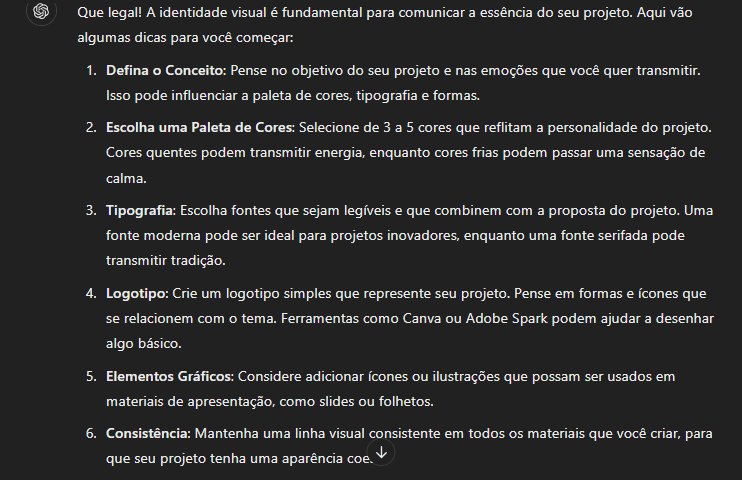 Que legal! A identidade visual é fundamental para comunicar a essência do seu projeto. Aqui vão
algumas dicas para você começar:
1. Defina o Conceito: Pense no objetivo do seu projeto e nas emoções que você quer transmitir.
Isso pode influenciar a paleta de cores, tipografia e formas.
2. Escolha uma Paleta de Cores: Selecione de 3 a 5 cores que reflitam a personalidade do projeto.
Cores quentes podem transmitir energia, enquanto cores frias podem passar uma sensação de
calma.
3. Tipografia: Escolha fontes que sejam legíveis e que combinem com a proposta do projeto. Uma
fonte moderna pode ser ideal para projetos inovadores, enquanto uma fonte serifada pode
transmitir tradição.
4. Logotipo: Crie um logotipo simples que represente seu projeto. Pense em formas e ícones que
se relacionem com o tema. Ferramentas como Canva ou Adobe Spark podem ajudar a desenhar
algo básico.
5. Elementos Gráficos: Considere adicionar ícones ou ilustrações que possam ser usados em
materiais de apresentação, como slides ou folhetos.
6. Consistência: Mantenha uma linha visual consistente em todos os materiais que você criar, para
que seu projeto tenha uma aparência